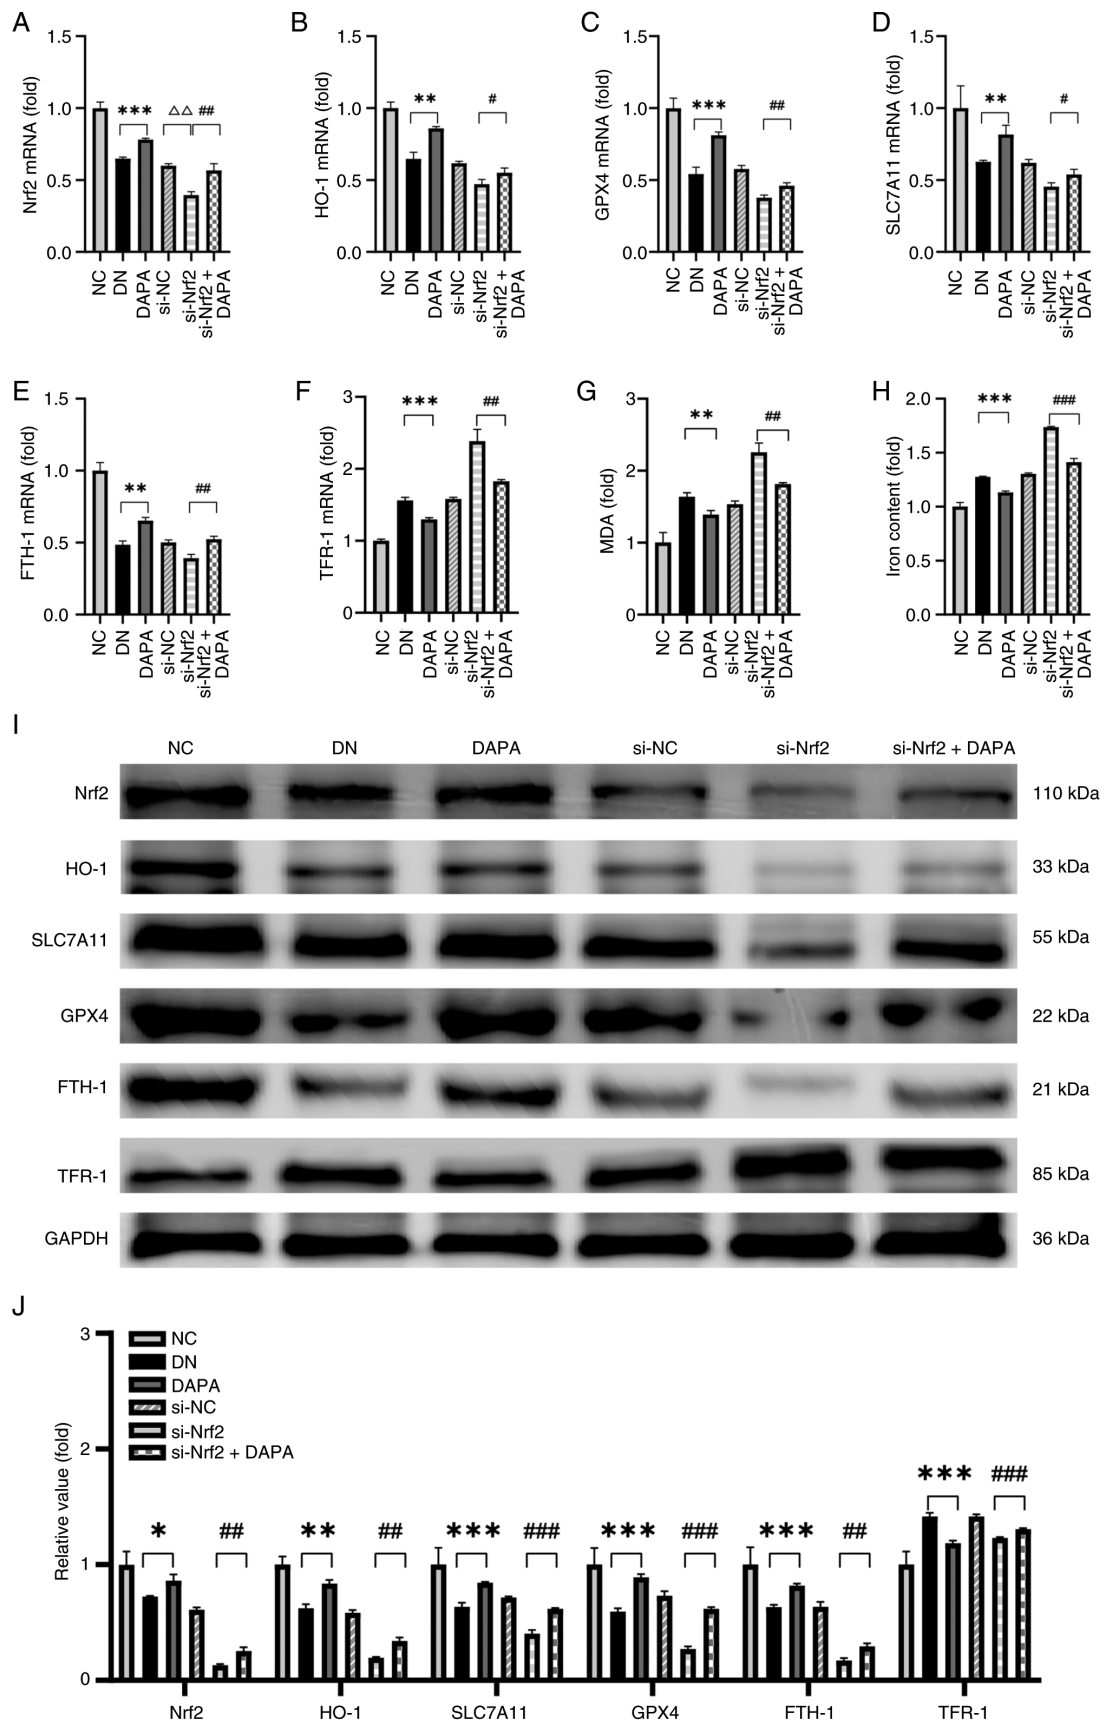 A
Nrf2 mRNA (fold)
1.5
1.0
0.5
0.0
***
△△
##
NC
DN
DAPA
si-NC
si-Nrf2
si-Nrf2 +
DAPA
B
HO-1 mRNA (fold)
1.5
1.0
0.5
0.0
**
#
NC
DN
DAPA
si-NC
si-Nrf2
si-Nrf2 +
DAPA
C
GPX4 mRNA (fold)
1.5
1.0
0.5
0.0
***
##
NC
DN
DAPA
si-NC
si-Nrf2
si-Nrf2 +
DAPA
D
SLC7A11 mRNA (fold)
1.5
1.0
0.5
0.0
**
#
NC
DN
DAPA
si-NC
si-Nrf2
si-Nrf2 +
DAPA
E
FTH-1 mRNA (fold)
1.5
1.0
0.5
0.0
**
##
NC
DN
DAPA
si-NC
si-Nrf2
si-Nrf2 +
DAPA
F
TFR-1 mRNA (fold)
3
2
1
0
***
##
NC
DN
DAPA
si-NC
si-Nrf2
si-Nrf2 +
DAPA
G
MDA (fold)
3
2
1
0
**
##
NC
DN
DAPA
si-NC
si-Nrf2
si-Nrf2 +
DAPA
H
Iron content (fold)
2.0
1.5
1.0
0.5
0.0
***
###
NC
DN
DAPA
si-NC
si-Nrf2
si-Nrf2 +
DAPA
I
NC DN DAPA si-NC si-Nrf2 si-Nrf2 + DAPA
Nrf2 110 kDa
HO-1 33 kDa
SLC7A11 55 kDa
GPX4 22 kDa
FTH-1 21 kDa
TFR-1 85 kDa
GAPDH 36 kDa
J
Relative value (fold)
3
2
1
0
NC
DN
DAPA
si-NC
si-Nrf2
si-Nrf2 + DAPA
* ## ** ## *** ### *** ### *** ## *** ###
Nrf2 HO-1 SLC7A11 GPX4 FTH-1 TFR-1